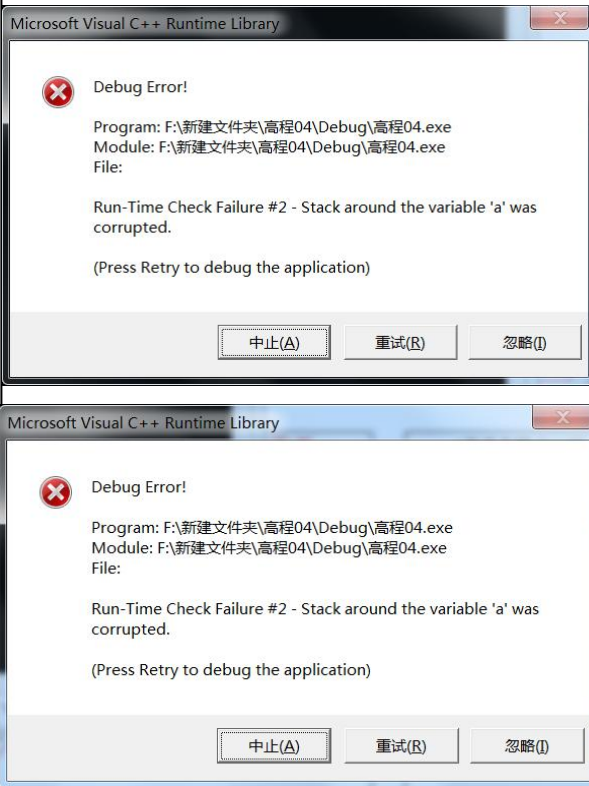 Microsoft Visual C++ Runtime Library
Debug Error!
Program: F:\新建文件夹\高程04\Debug\高程04.exe
Module: F:\新建文件夹\高程04\Debug\高程04.exe
File:
Run-Time Check Failure #2 - Stack around the variable 'a' was
corrupted.
(Press Retry to debug the application)
中止(A) 重试(R) 忽略(I)
Microsoft Visual C++ Runtime Library
Debug Error!
Program: F:\新建文件夹\高程04\Debug\高程04.exe
Module: F:\新建文件夹\高程04\Debug\高程04.exe
File:
Run-Time Check Failure #2 - Stack around the variable 'a' was
corrupted.
(Press Retry to debug the application)
中止(A) 重试(R) 忽略(I)